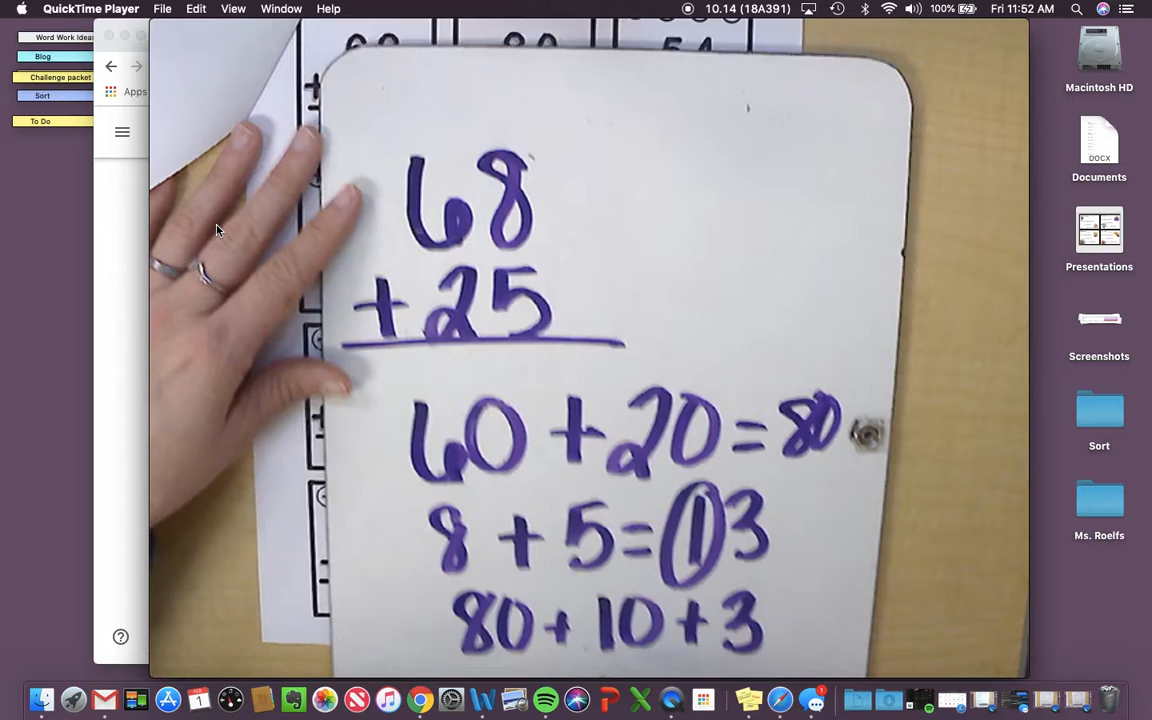 QuickTime Player File Edit View Window Help 10.14 (18A391) 100% Fri 11:52 AM
Word Work Ideas
Blog
Challenge packet
Sort
To Do
Apps
68
+ 25
60 + 20 = 80
8 + 5 = 13
80 + 10 + 3
Macintosh HD
DOCX
Documents
Presentations
Screenshots
Sort
Ms. Roelfs